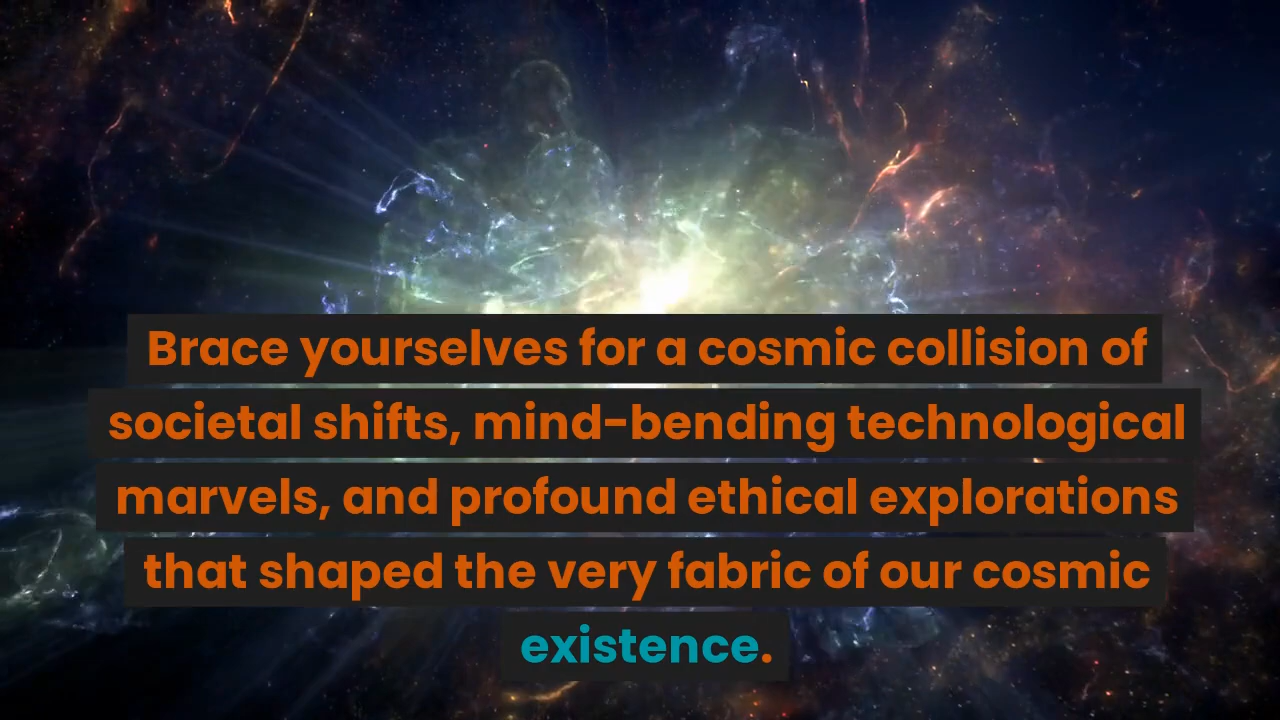 Brace yourselves for a cosmic collision of
societal shifts, mind-bending technological
marvels, and profound ethical explorations
that shaped the very fabric of our cosmic
existence.